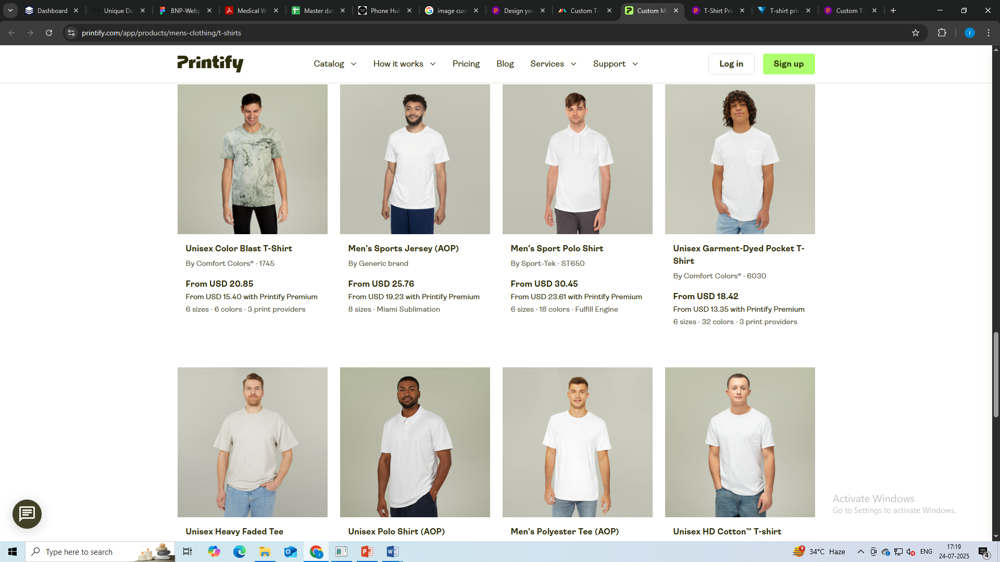 Dashboard
Unique Do
BNP-Webp
Medical W
Master dat
Phone Hub
image cust
Design you
Custom T-S
Custom Me
T-Shirt Prin
T-shirt prin
Custom T-
printify.com/app/products/mens-clothing/t-shirts
I
Printify
Catalog
How it works
Pricing
Blog
Services
Support
Log in
Sign up
Unisex Color Blast T-Shirt
By Comfort Colors® · 1745
From USD 20.85
From USD 15.40 with Printify Premium
6 sizes · 6 colors · 3 print providers
Men's Sports Jersey (AOP)
By Generic brand
From USD 25.76
From USD 19.23 with Printify Premium
8 sizes · Miami Sublimation
Men's Sport Polo Shirt
By Sport-Tek · ST650
From USD 30.45
From USD 23.61 with Printify Premium
6 sizes · 18 colors · Fulfill Engine
Unisex Garment-Dyed Pocket T-
Shirt
By Comfort Colors® · 6030
From USD 18.42
From USD 13.35 with Printify Premium
6 sizes · 32 colors · 3 print providers
Unisex Heavy Faded Tee
Unisex Polo Shirt (AOP)
Men's Polyester Tee (AOP)
Unisex HD Cotton™ T-shirt
Activate Windows
Go to Settings to activate Windows.
Type here to search
9
34°C Haze
ENG
17:19
24-07-2025
4